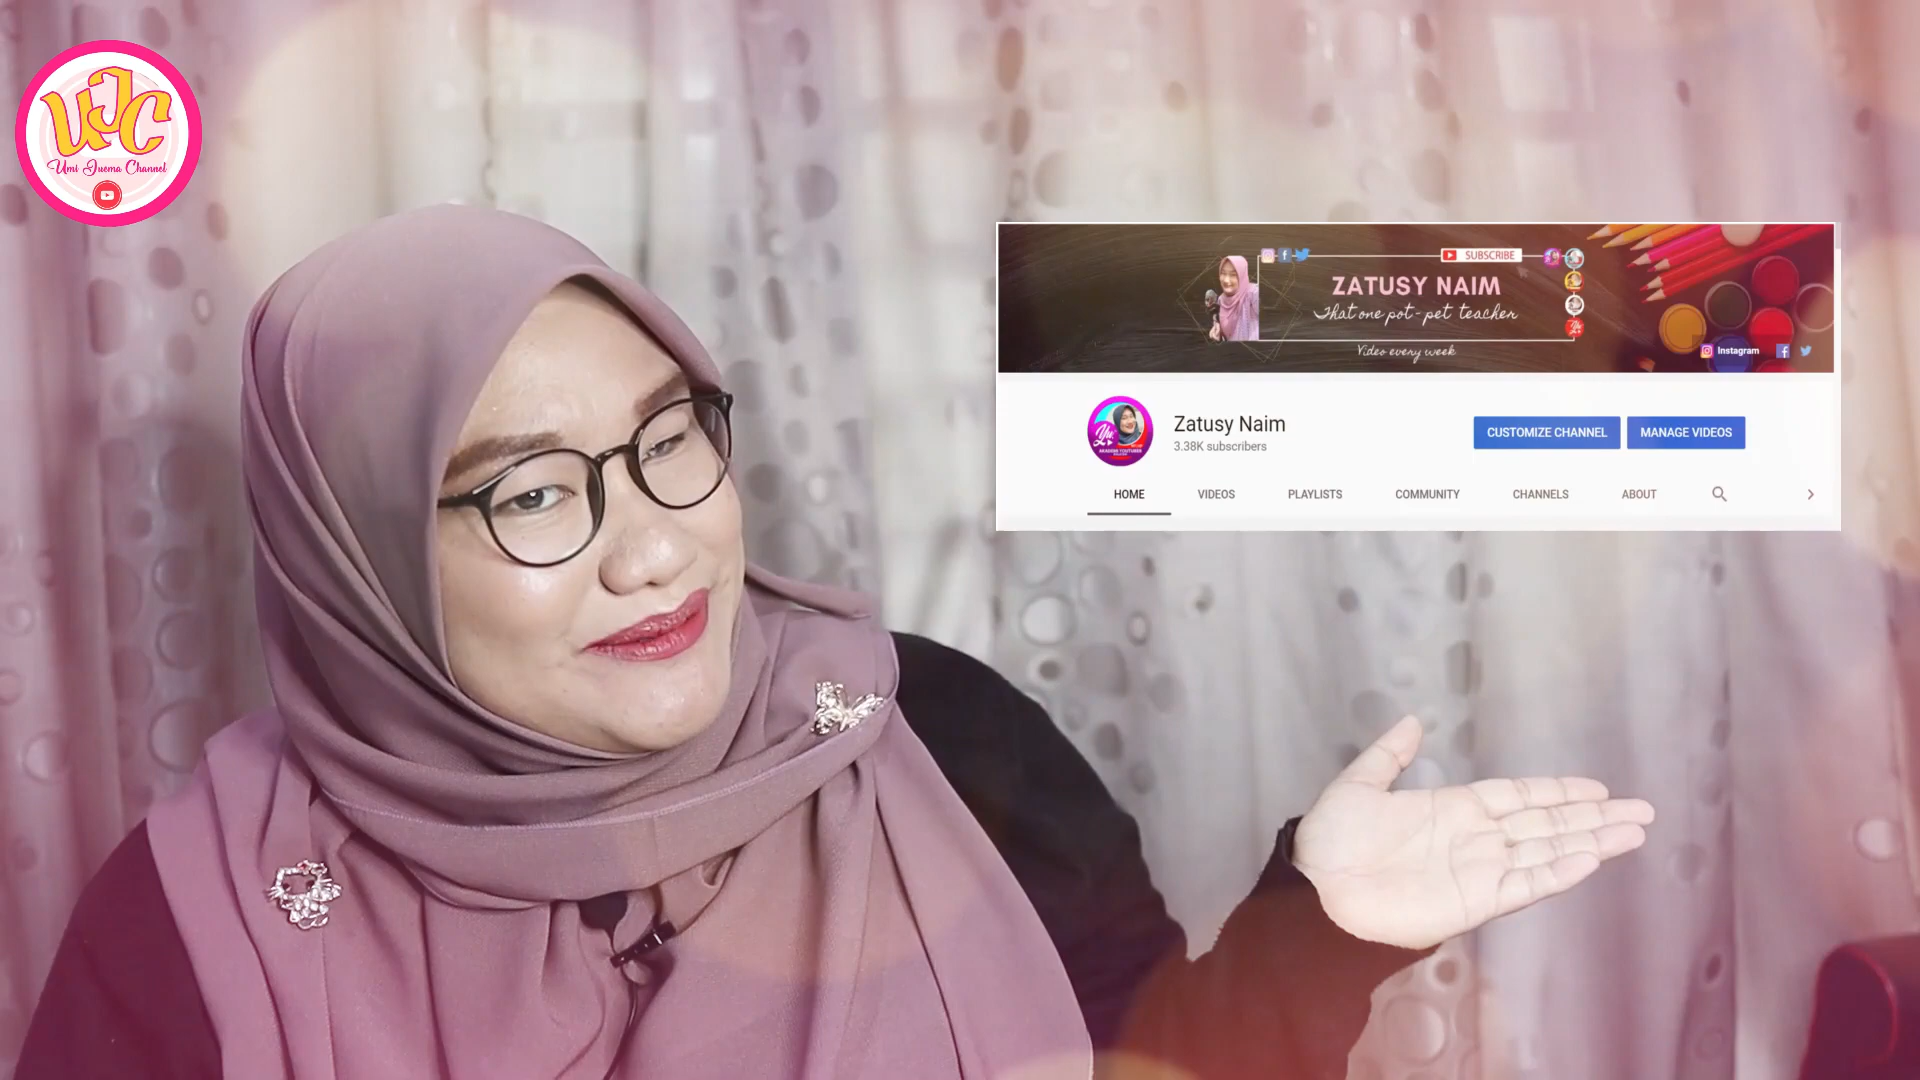 UJC
Umi Juema Channel
SUBSCRIBE
ZATUSY NAIM
That one pot-pet teacher
Video every week
Instagram
Zatusy Naim
3.38K subscribers
CUSTOMIZE CHANNEL
MANAGE VIDEOS
HOME
VIDEOS
PLAYLISTS
COMMUNITY
CHANNELS
ABOUT